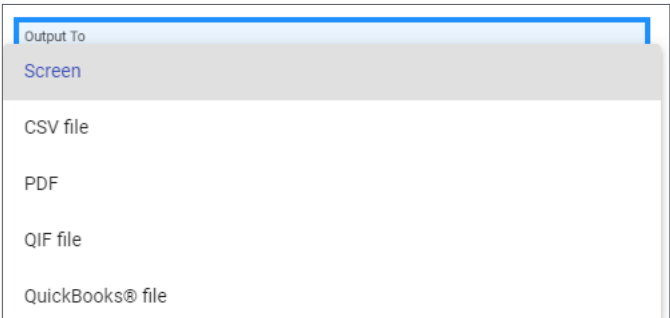 Output To
Screen
CSV file
PDF
QIF file
QuickBooks® file